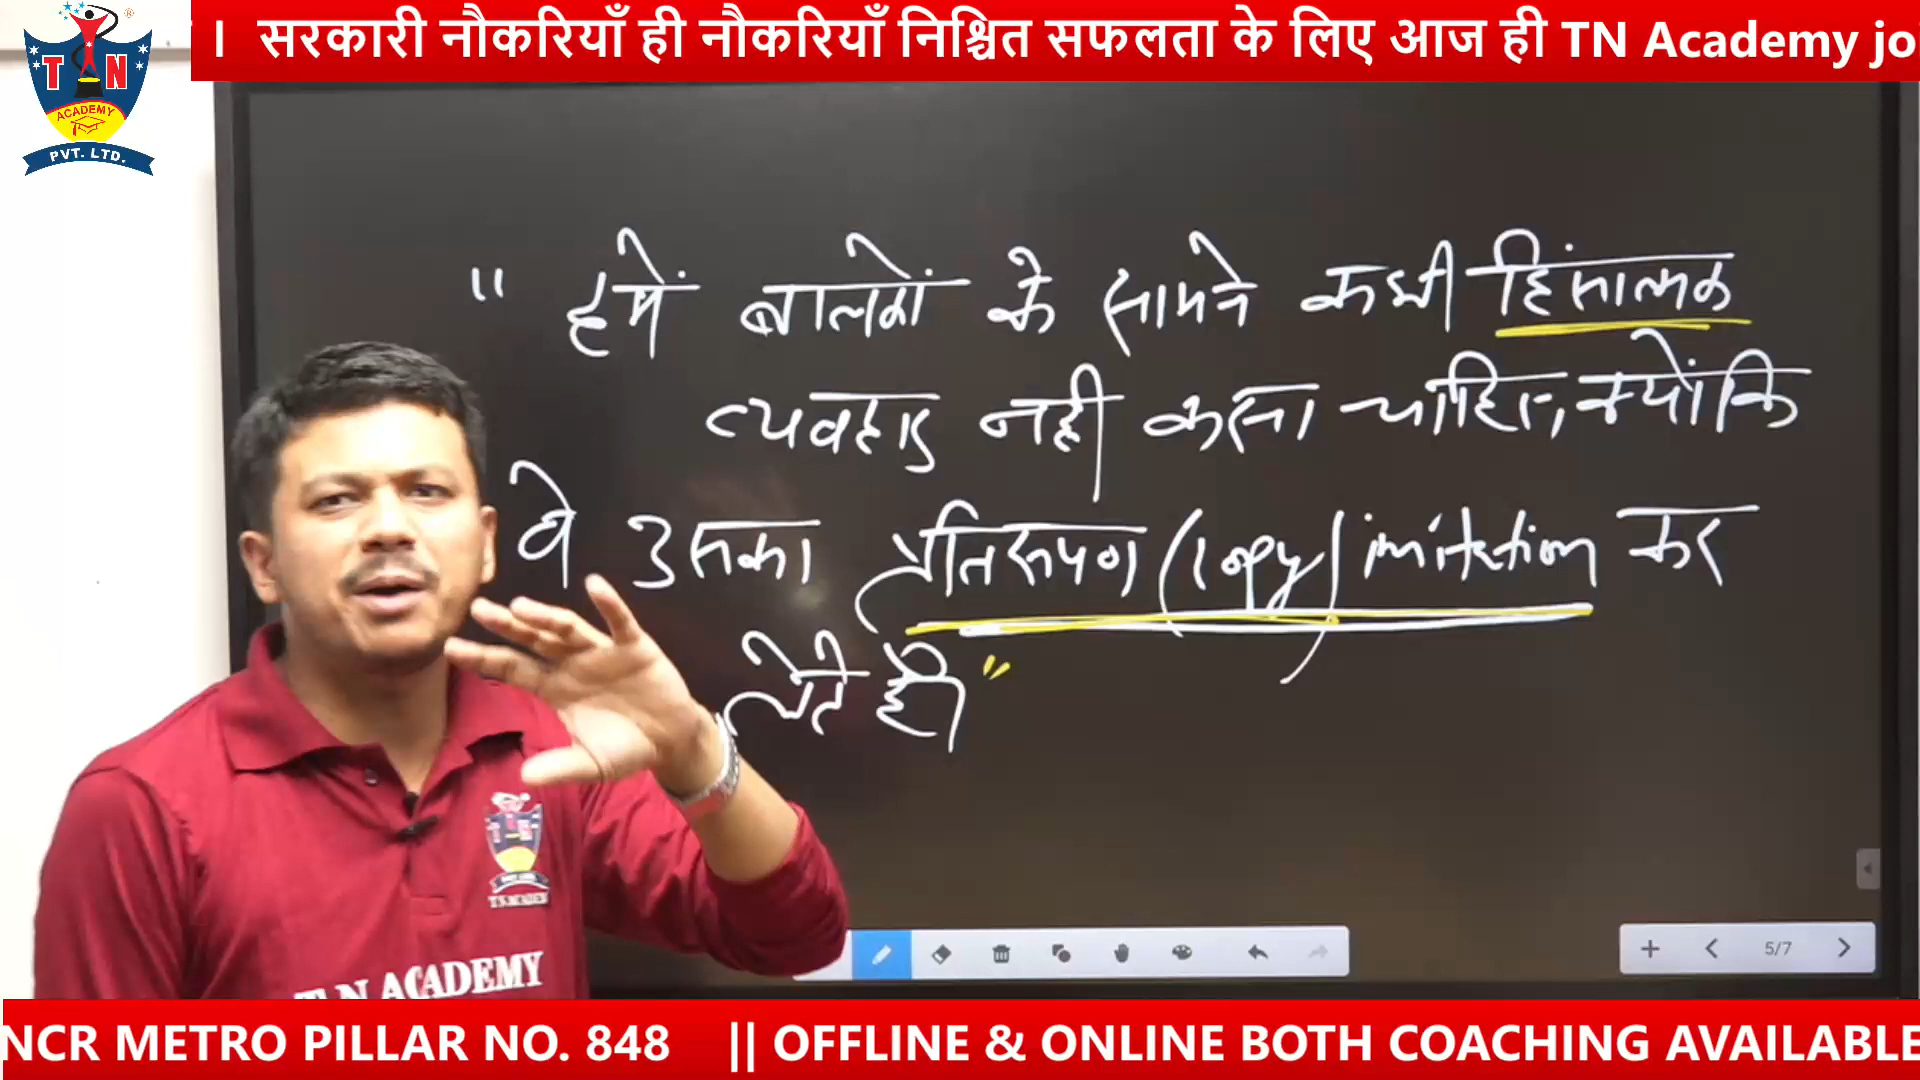 । सरकारी नौकरियाँ ही नौकरियाँ निश्चित सफलता के लिए आज ही TN Academy jo
T N
ACADEMY
PVT. LTD.
" हमें बालकों के सामने कभी हिंसात्मक
व्यवहार नही करना चाहिए, क्योंकि
वे उसका प्रतिरूपण (Copy) imitation कर
लेते है।"
T N ACADEMY
5/7
NCR METRO PILLAR NO. 848 || OFFLINE & ONLINE BOTH COACHING AVAILABLE